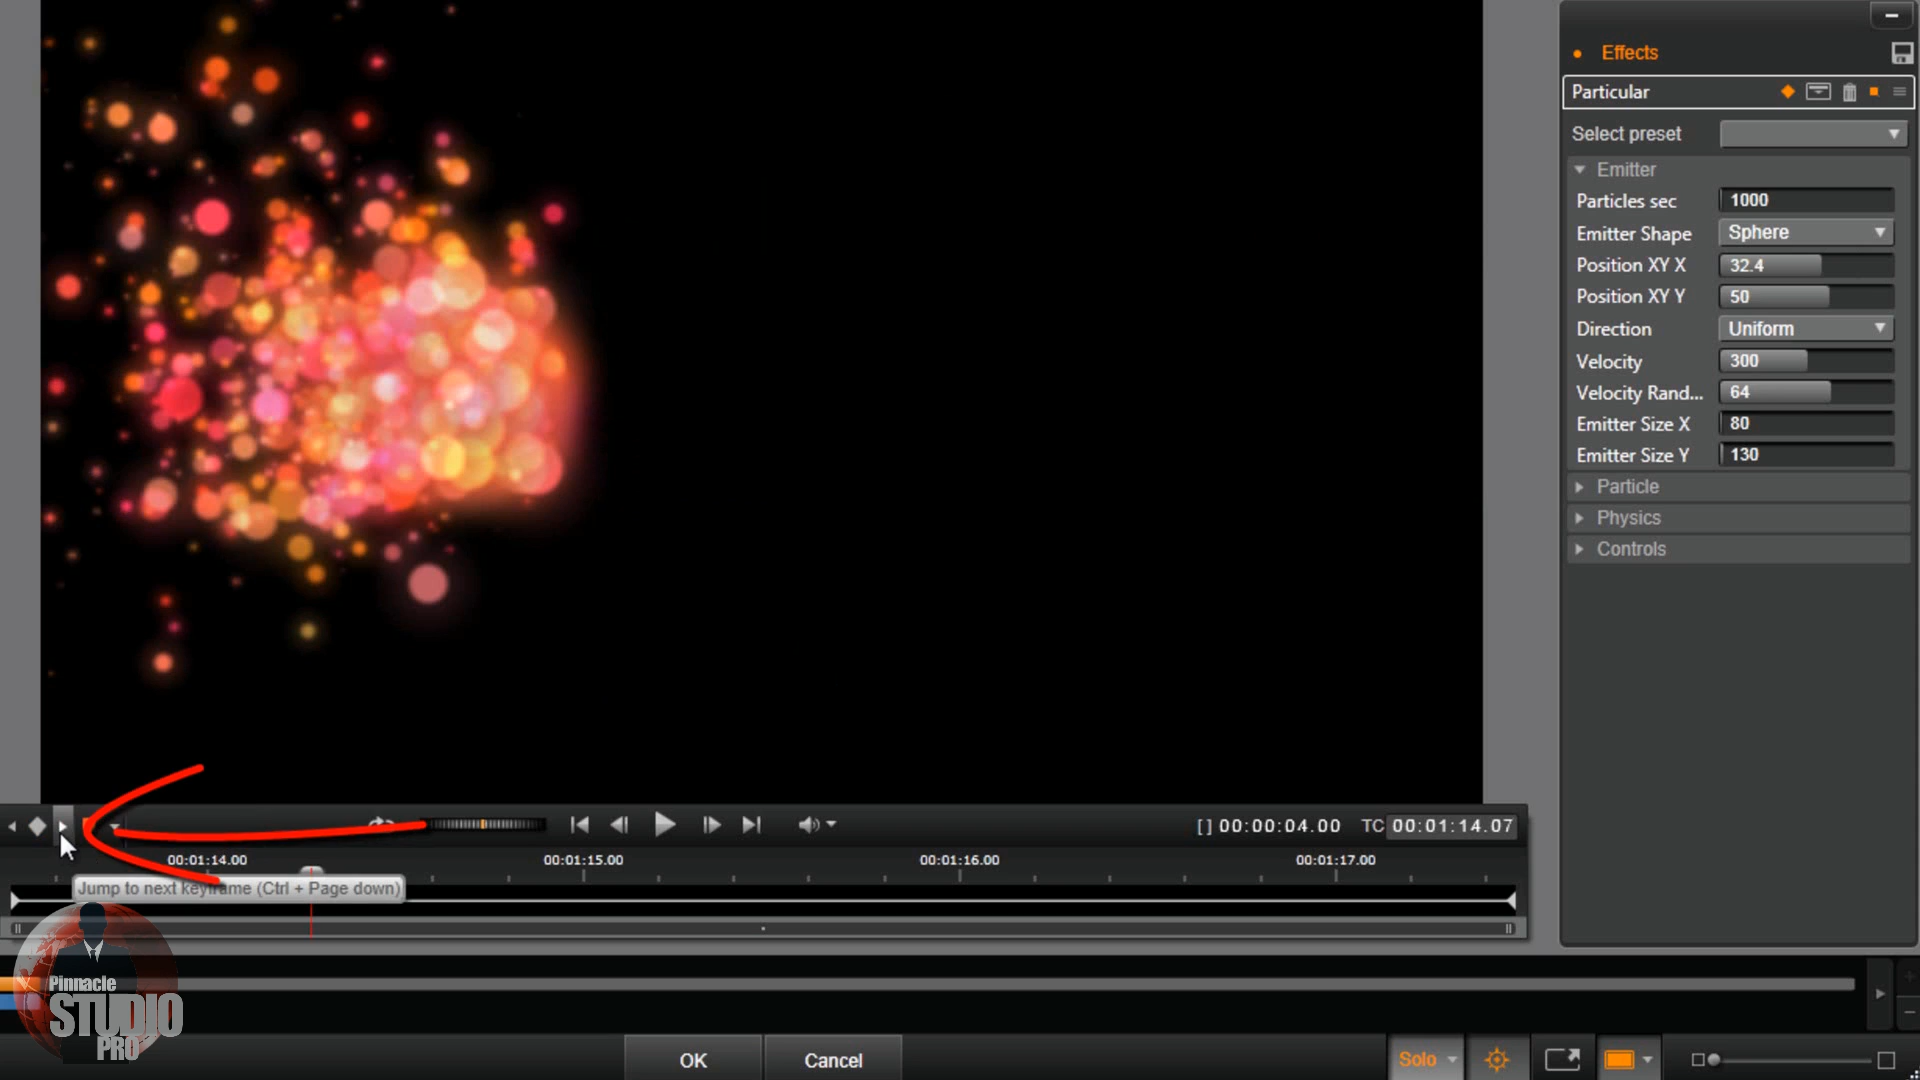 Effects
Particular
Select preset
Emitter
Particles sec 1000
Emitter Shape Sphere
Position XY X 32.4
Position XY Y 50
Direction Uniform
Velocity 300
Velocity Rand... 64
Emitter Size X 80
Emitter Size Y 130
Particle
Physics
Controls
[] 00:00:04.00 TC 00:01:14.07
00:01:14.00 00:01:15.00 00:01:16.00 00:01:17.00
Jump to next keyframe (Ctrl + Page down)
Pinnacle
STUDIO
PRO
OK Cancel Solo